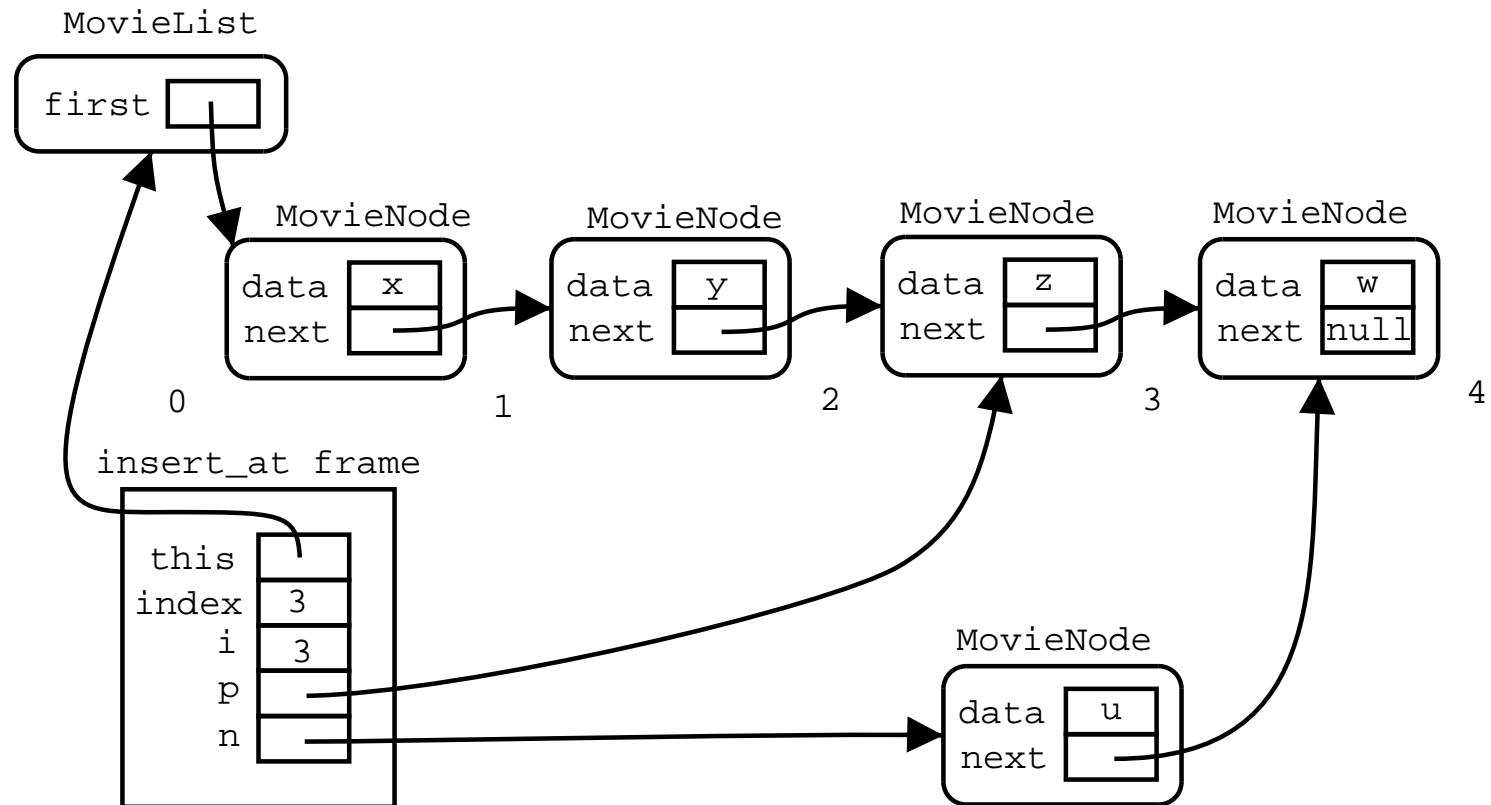 MovieList
first
MovieNode
data x
next
MovieNode
data y
next
MovieNode
data z
next
MovieNode
data w
next null
0
1
2
3
4
insert_at frame
this
index 3
i 3
p
n
MovieNode
data u
next